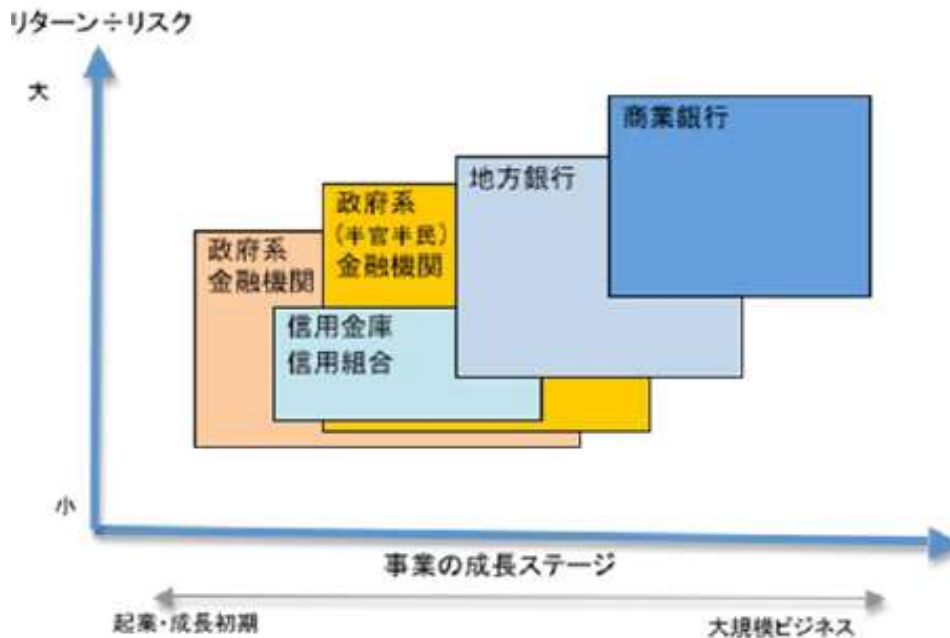 リターン÷リスク
大
商業銀行
地方銀行
政府系
(半官半民)
金融機関
政府系
金融機関
信用金庫
信用組合
小
事業の成長ステージ
起業・成長初期
大規模ビジネス